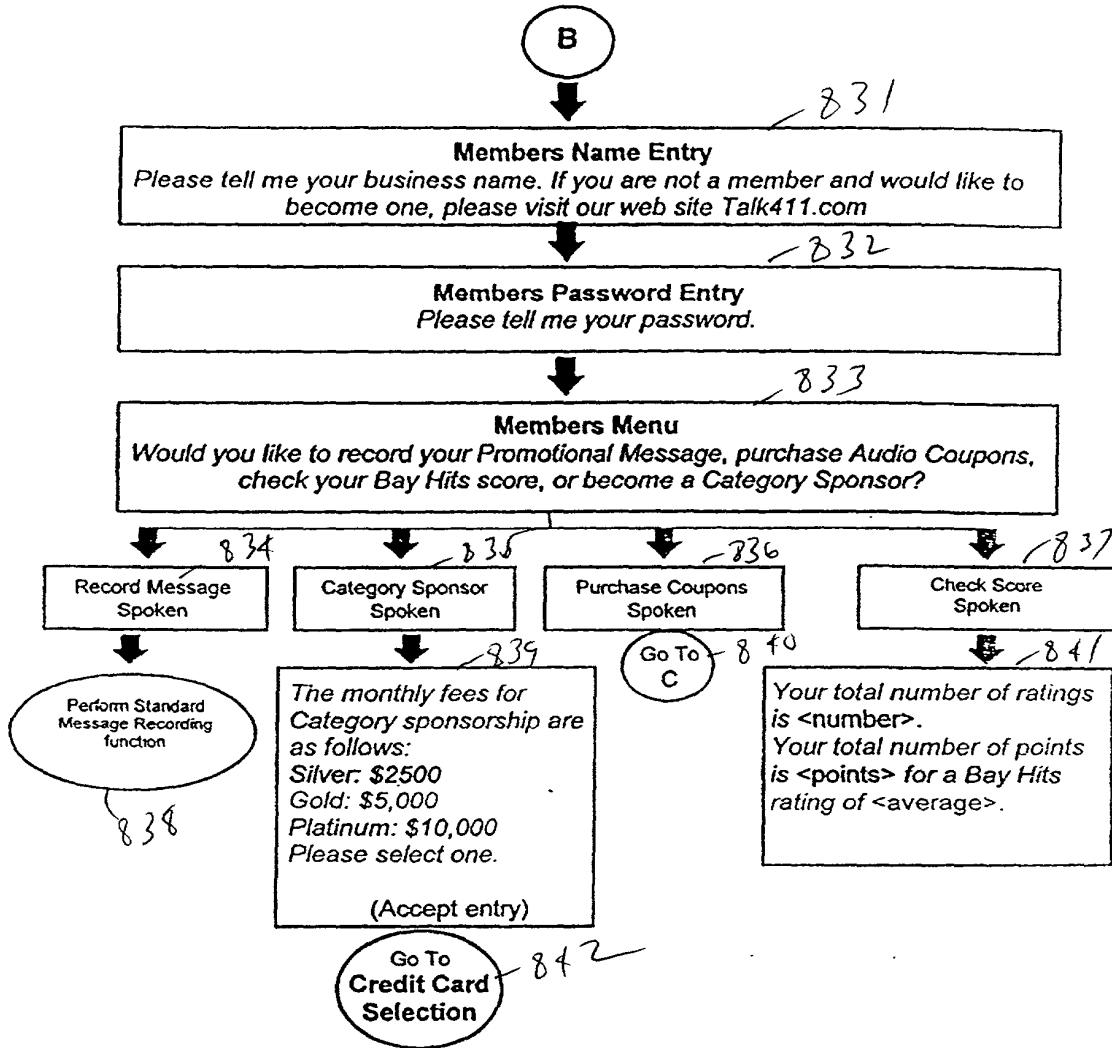 B
831
Members Name Entry
Please tell me your business name. If you are not a member and would like to
become one, please visit our web site Talk411.com
832
Members Password Entry
Please tell me your password.
833
Members Menu
Would you like to record your Promotional Message, purchase Audio Coupons,
check your Bay Hits score, or become a Category Sponsor?
834
Record Message
Spoken
835
Category Sponsor
Spoken
836
Purchase Coupons
Spoken
837
Check Score
Spoken
Perform Standard
Message Recording
function
838
839
The monthly fees for
Category sponsorship are
as follows:
Silver: $2500
Gold: $5,000
Platinum: $10,000
Please select one.
(Accept entry)
Go To
C
840
841
Your total number of ratings
is <number>.
Your total number of points
is <points> for a Bay Hits
rating of <average>.
Go To
Credit Card
Selection
842